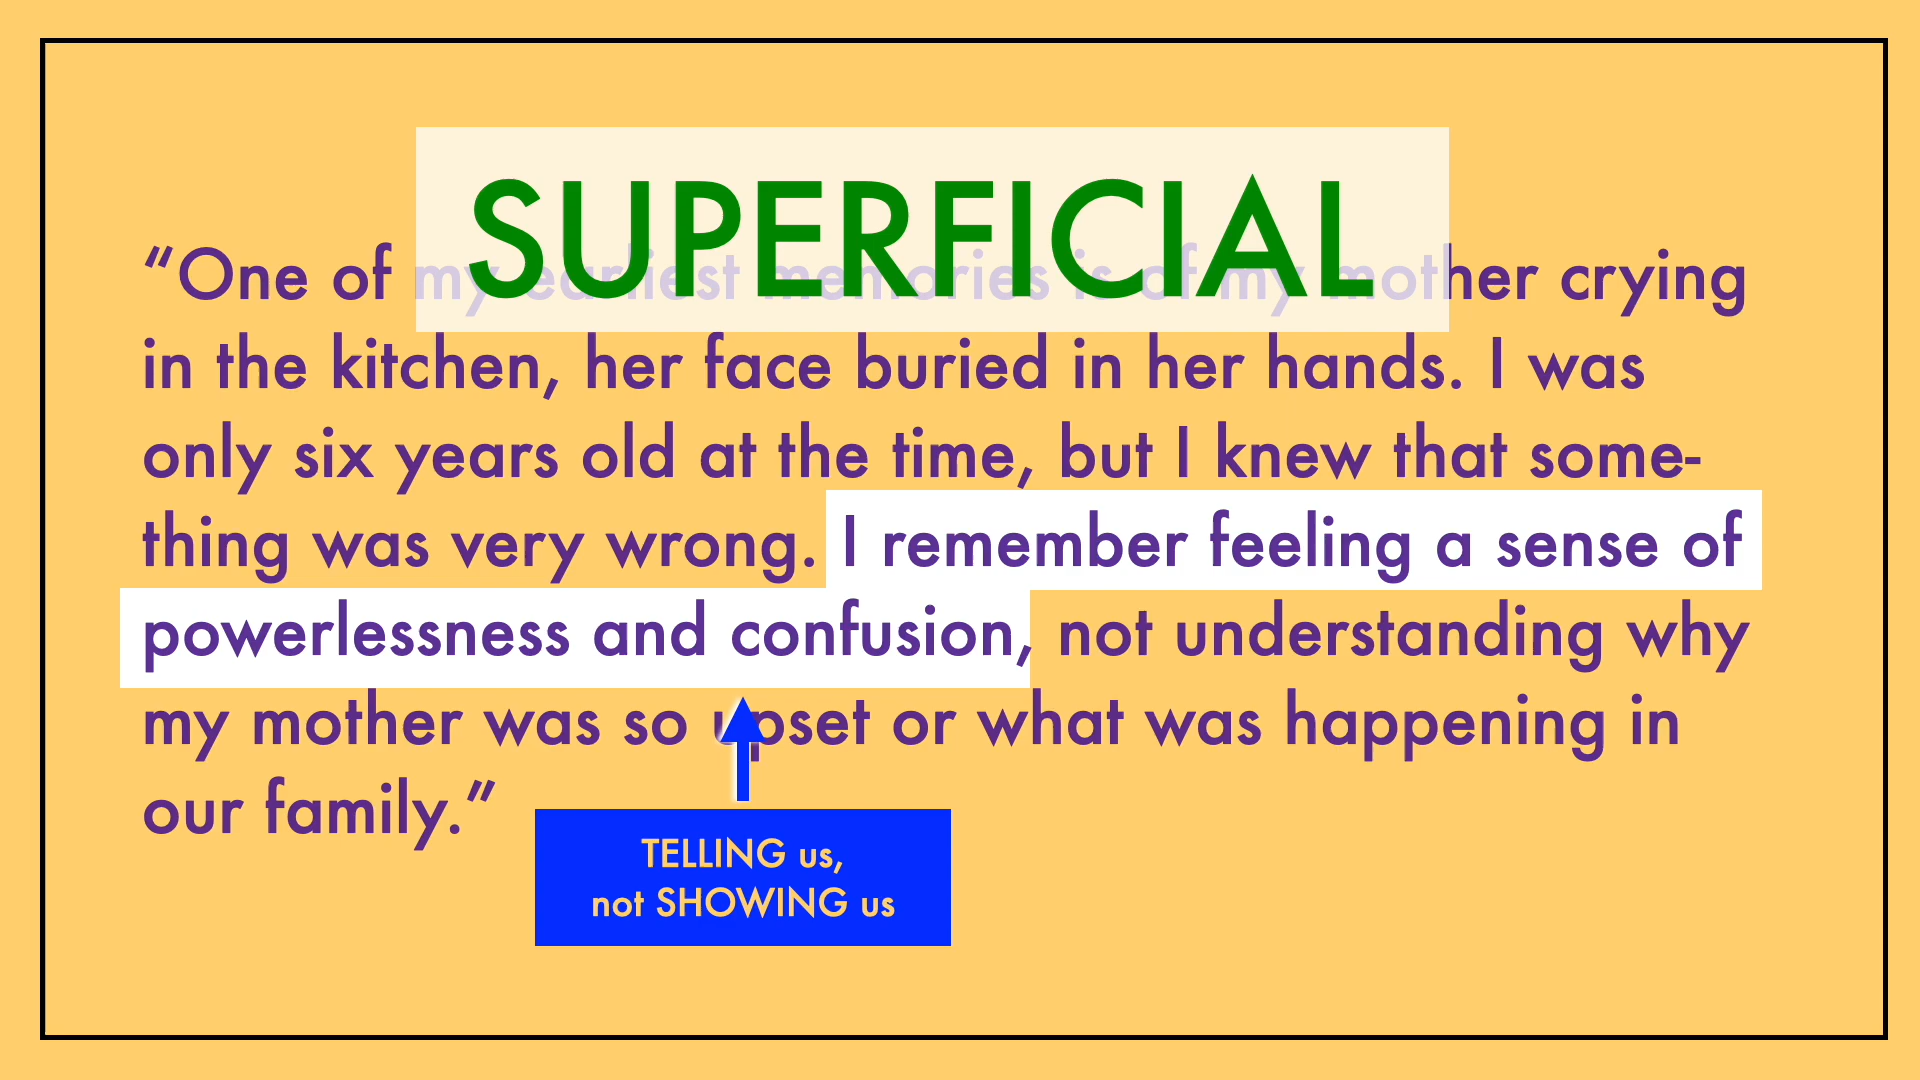 SUPERFICIAL
“One of my earliest memories is of my mother crying
in the kitchen, her face buried in her hands. I was
only six years old at the time, but I knew that some-
thing was very wrong. I remember feeling a sense of
powerlessness and confusion, not understanding why
my mother was so upset or what was happening in
our family.”
TELLING us,
not SHOWING us